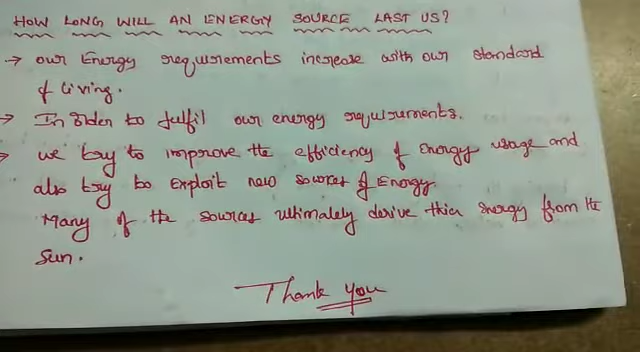 HOW LONG WILL AN ENERGY SOURCE LAST US?
→ our Energy requirements increase with our standard
of living.
→ In order to fulfil our energy requirements.
→ we try to improve the efficiency of Energy usage and
also try to Exploit new sources of Energy.
Many of the sources ultimately derive thier energy from the
sun.
Thank you